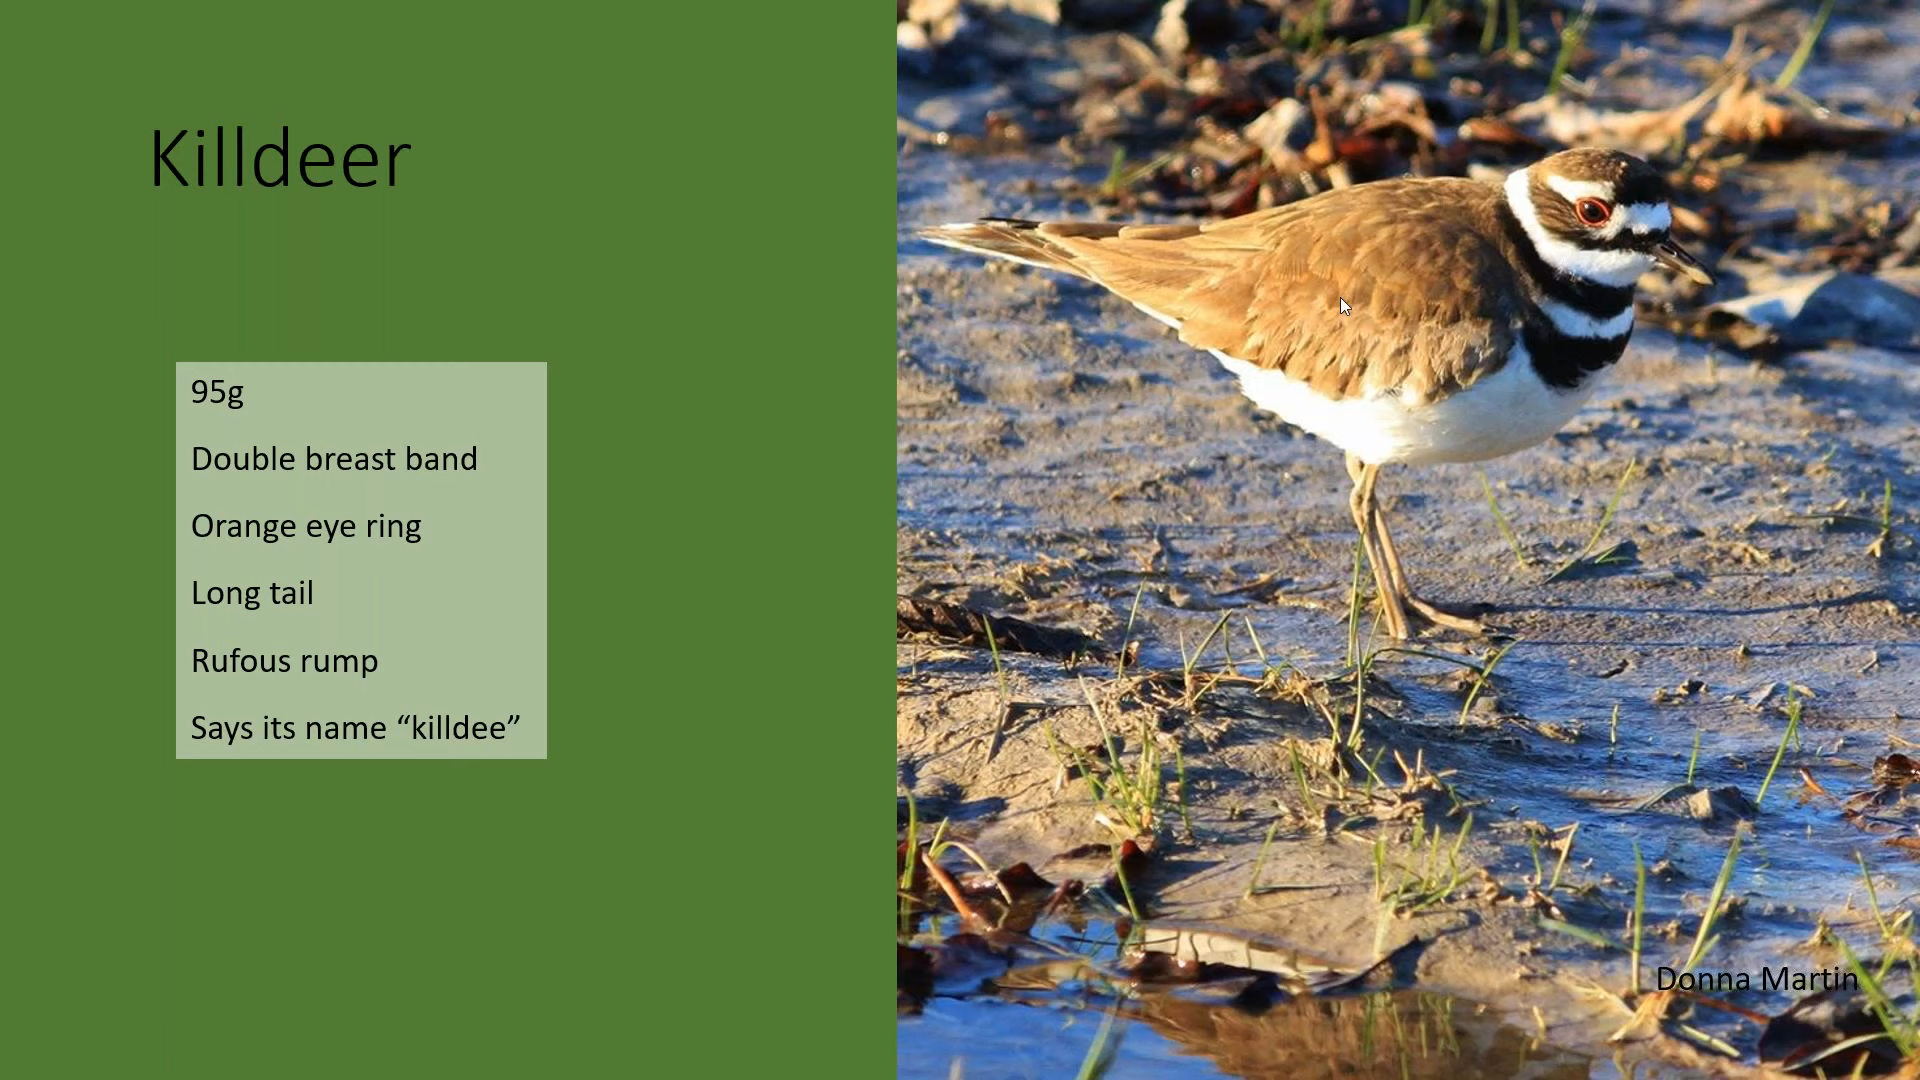 Killdeer
95g
Double breast band
Orange eye ring
Long tail
Rufous rump
Says its name “killdee”
Donna Martin